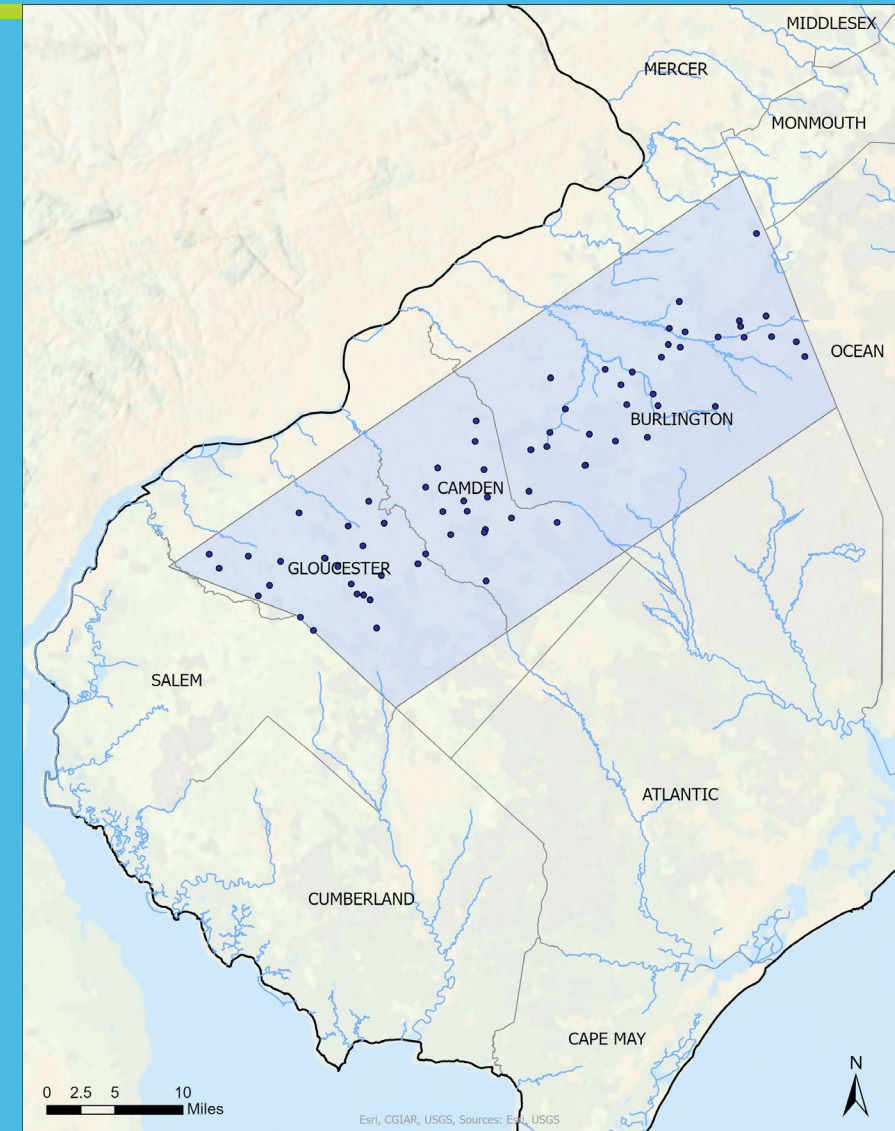 MIDDLESEX
MERCER
MONMOUTH
OCEAN
BURLINGTON
CAMDEN
GLOUCESTER
SALEM
ATLANTIC
CUMBERLAND
CAPE MAY
N
0 2.5 5 10
Miles
Esri, CGIAR, USGS, Sources: Esri, USGS